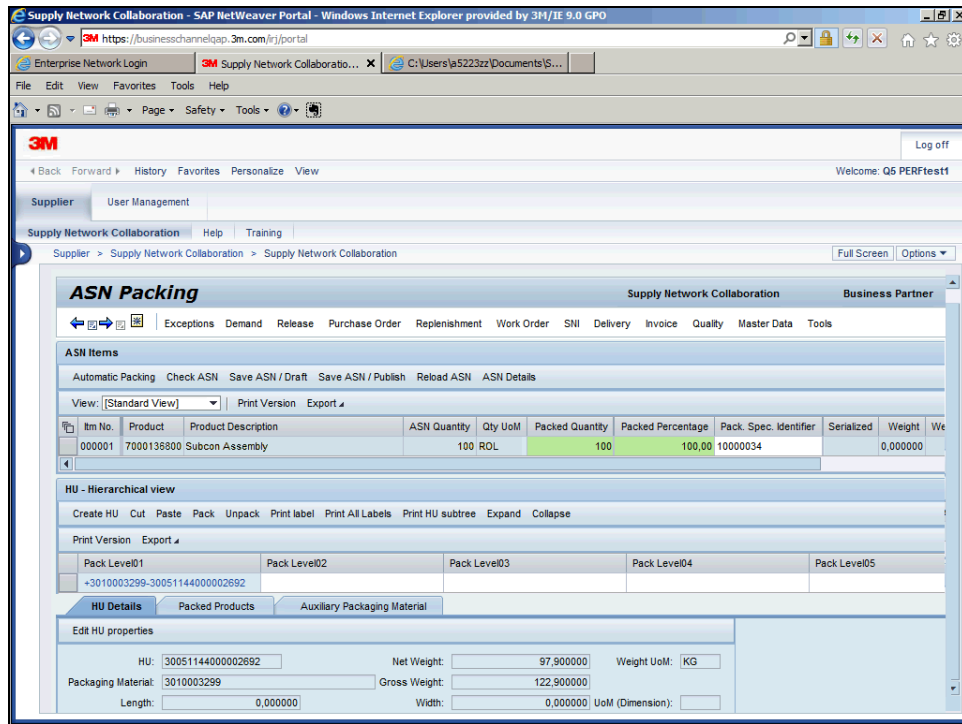 Supply Network Collaboration - SAP NetWeaver Portal - Windows Internet Explorer provided by 3M/IE 9.0 GPO
3M https://businesschannelqap.3m.com/irj/portal
Enterprise Network Login 3M Supply Network Collaboratio... X C:\Users\a5223zz\Documents\S...
File Edit View Favorites Tools Help
Page Safety Tools
3M Log off
Back Forward History Favorites Personalize View Welcome: Q5 PERFtest1
Supplier User Management
Supply Network Collaboration Help Training
Supplier > Supply Network Collaboration > Supply Network Collaboration Full Screen Options
ASN Packing Supply Network Collaboration Business Partner
Exceptions Demand Release Purchase Order Replenishment Work Order SNI Delivery Invoice Quality Master Data Tools
ASN Items
Automatic Packing Check ASN Save ASN / Draft Save ASN / Publish Reload ASN ASN Details
View: [Standard View] Print Version Export
Itm No. Product Product Description ASN Quantity Qty UoM Packed Quantity Packed Percentage Pack. Spec. Identifier Serialized Weight We
000001 7000136800 Subcon Assembly 100 ROL 100 100,00 10000034 0,000000
HU - Hierarchical view
Create HU Cut Paste Pack Unpack Print label Print All Labels Print HU subtree Expand Collapse
Print Version Export
Pack Level01 Pack Level02 Pack Level03 Pack Level04 Pack Level05
+3010003299-30051144000002692
HU Details Packed Products Auxiliary Packaging Material
Edit HU properties
HU: 30051144000002692 Net Weight: 97,900000 Weight UoM: KG
Packaging Material: 3010003299 Gross Weight: 122,900000
Length: 0,000000 Width: 0,000000 UoM (Dimension):